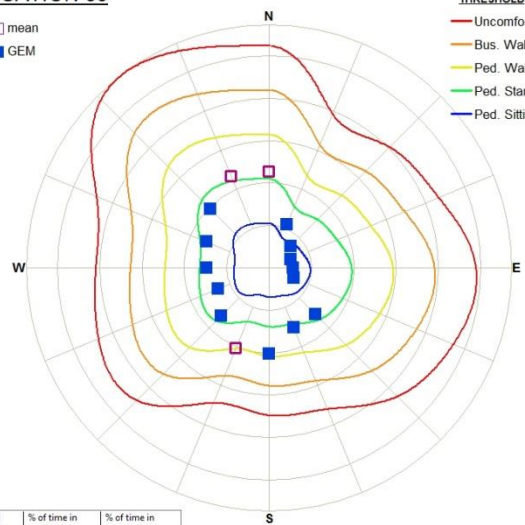 N
mean
Uncomfo
GEM
Bus. Wal
Ped. Wa
Ped. Star
Ped. Sitti
W
E
S
% of time in
% of time in